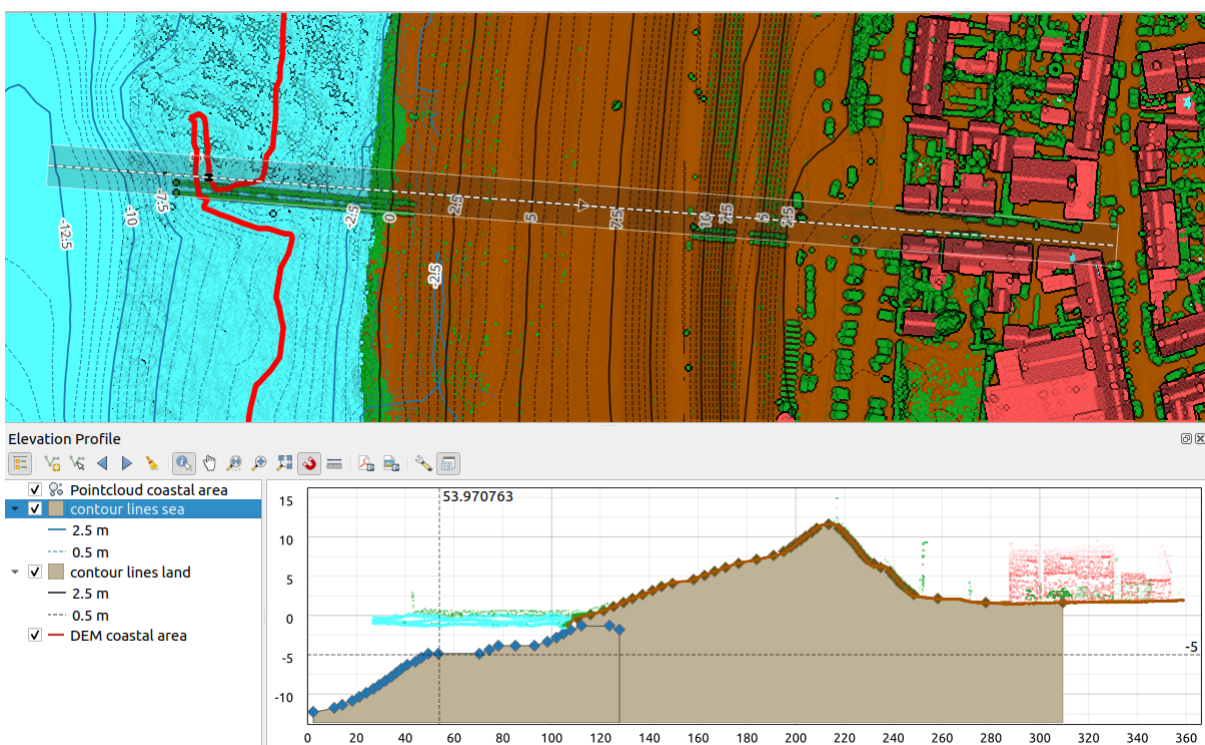 -12.5
-10
-7.5
-2.5
0
2.5
5
7.5
10
7.5
5
2.5
-2.5
Elevation Profile
Pointcloud coastal area
contour lines sea
2.5 m
0.5 m
contour lines land
2.5 m
0.5 m
DEM coastal area
53.970763
15
10
5
0
-5
-10
-5
0 20 40 60 80 100 120 140 160 180 200 220 240 260 280 300 320 340 360